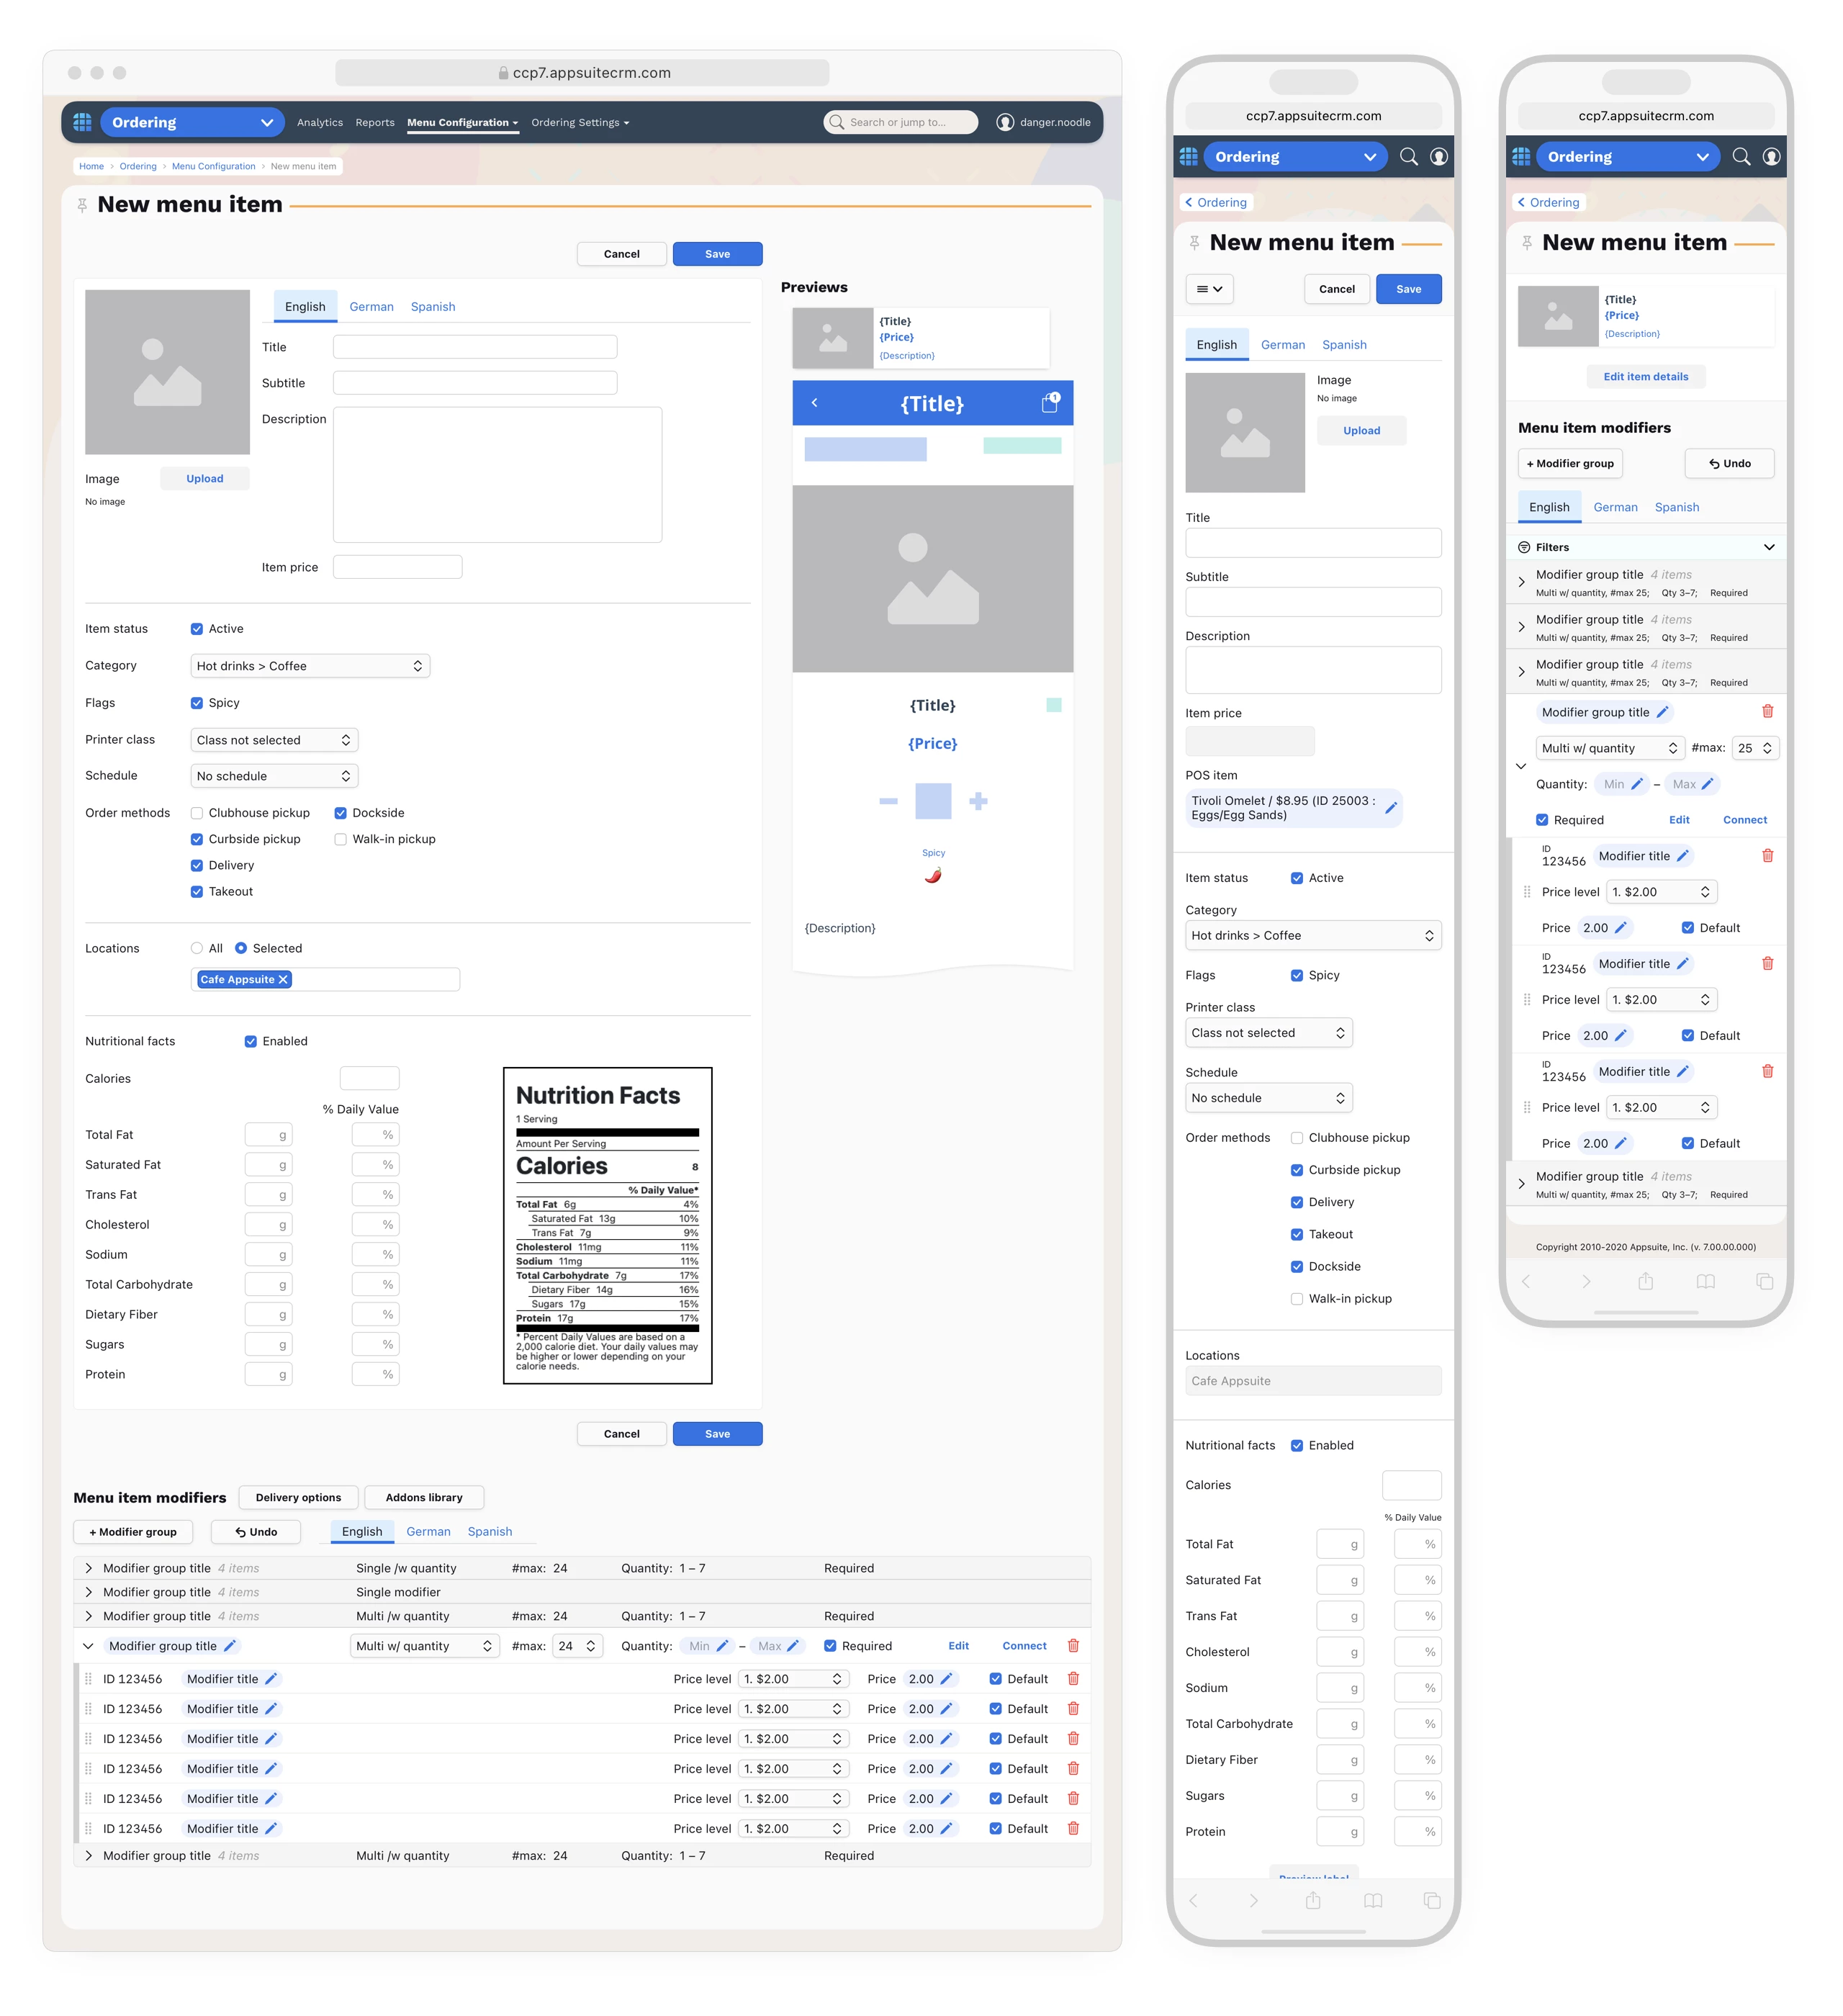 ccp7.appsuitecrm.com
Ordering Analytics Reports Menu Configuration Ordering Settings Search or jump to... danger.noodle
Home > Ordering > Menu Configuration > New menu item
New menu item
Cancel Save
English German Spanish
Title
Subtitle
Description
Image Upload
No image
Item price
Item status Active
Category Hot drinks > Coffee
Flags Spicy
Printer class Class not selected
Schedule No schedule
Order methods Clubhouse pickup Dockside
Curbside pickup Walk-in pickup
Delivery
Takeout
Locations All Selected
Cafe Appsuite
Nutritional facts Enabled
Calories
% Daily Value
Total Fat g %
Saturated Fat g %
Trans Fat g %
Cholesterol g %
Sodium g %
Total Carbohydrate g %
Dietary Fiber g %
Sugars g %
Protein g %
Nutrition Facts
1 Serving
Amount Per Serving
Calories 8
% Daily Value*
Total Fat 6g 4%
Saturated Fat 13g 10%
Trans Fat 7g 9%
Cholesterol 11mg 11%
Sodium 11mg 11%
Total Carbohydrate 7g 17%
Dietary Fiber 14g 16%
Sugars 17g 15%
Protein 17g 17%
* Percent Daily Values are based on a
2,000 calorie diet. Your daily values may
be higher or lower depending on your
calorie needs.
Cancel Save
Previews
{Title}
{Price}
{Description}
{Title} 1
{Title}
{Price}
Spicy
{Description}
Menu item modifiers Delivery options Addons library
+ Modifier group Undo English German Spanish
Modifier group title 4 items Single /w quantity #max: 24 Quantity: 1 – 7 Required
Modifier group title 4 items Single modifier
Modifier group title 4 items Multi /w quantity #max: 24 Quantity: 1 – 7 Required
Modifier group title Multi w/ quantity #max: 24 Quantity: Min – Max Required Edit Connect
ID 123456 Modifier title Price level 1. $2.00 Price 2.00 Default
ID 123456 Modifier title Price level 1. $2.00 Price 2.00 Default
ID 123456 Modifier title Price level 1. $2.00 Price 2.00 Default
ID 123456 Modifier title Price level 1. $2.00 Price 2.00 Default
ID 123456 Modifier title Price level 1. $2.00 Price 2.00 Default
ID 123456 Modifier title Price level 1. $2.00 Price 2.00 Default
Modifier group title 4 items Multi /w quantity #max: 24 Quantity: 1 – 7 Required
ccp7.appsuitecrm.com
Ordering
Ordering
New menu item
Cancel Save
English German Spanish
Image
No image
Upload
Title
Subtitle
Description
Item price
POS item
Tivoli Omelet / $8.95 (ID 25003 :
Eggs/Egg Sands)
Item status Active
Category
Hot drinks > Coffee
Flags Spicy
Printer class
Class not selected
Schedule
No schedule
Order methods Clubhouse pickup
Curbside pickup
Delivery
Takeout
Dockside
Walk-in pickup
Locations
Cafe Appsuite
Nutritional facts Enabled
Calories
% Daily Value
Total Fat g %
Saturated Fat g %
Trans Fat g %
Cholesterol g %
Sodium g %
Total Carbohydrate g %
Dietary Fiber g %
Sugars g %
Protein g %
Preview label
ccp7.appsuitecrm.com
Ordering
Ordering
New menu item
{Title}
{Price}
{Description}
Edit item details
Menu item modifiers
+ Modifier group Undo
English German Spanish
Filters
Modifier group title 4 items
Multi w/ quantity, #max 25; Qty 3–7; Required
Modifier group title 4 items
Multi w/ quantity, #max 25; Qty 3–7; Required
Modifier group title 4 items
Multi w/ quantity, #max 25; Qty 3–7; Required
Modifier group title
Multi w/ quantity #max: 25
Quantity: Min – Max
Required Edit Connect
ID
123456 Modifier title
Price level 1. $2.00
Price 2.00 Default
ID
123456 Modifier title
Price level 1. $2.00
Price 2.00 Default
ID
123456 Modifier title
Price level 1. $2.00
Price 2.00 Default
Modifier group title 4 items
Multi w/ quantity, #max 25; Qty 3–7; Required
Copyright 2010-2020 Appsuite, Inc. (v. 7.00.00.000)